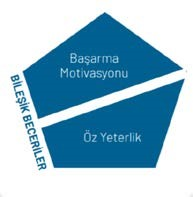 Başarma
Motivasyonu
BİLEŞİK BECERİLER
Öz Yeterlik